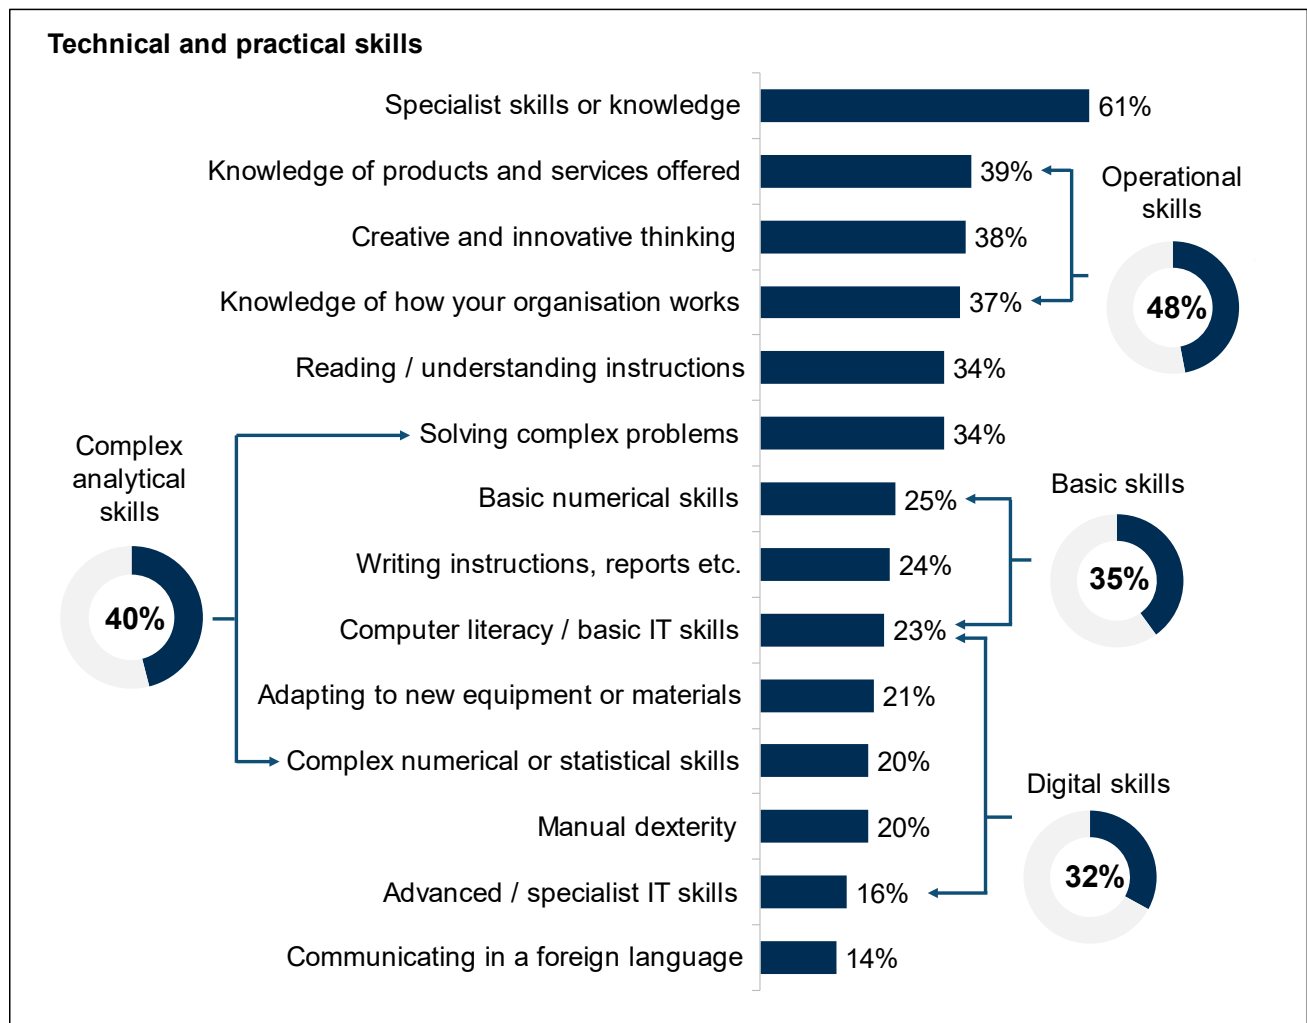 Technical and practical skills
Specialist skills or knowledge 61%
Knowledge of products and services offered 39%
Operational
skills
48%
Creative and innovative thinking 38%
Knowledge of how your organisation works 37%
Reading / understanding instructions 34%
Solving complex problems 34%
Complex
analytical
skills
40%
Basic numerical skills 25%
Basic skills
35%
Writing instructions, reports etc. 24%
Computer literacy / basic IT skills 23%
Adapting to new equipment or materials 21%
Complex numerical or statistical skills 20%
Digital skills
32%
Manual dexterity 20%
Advanced / specialist IT skills 16%
Communicating in a foreign language 14%